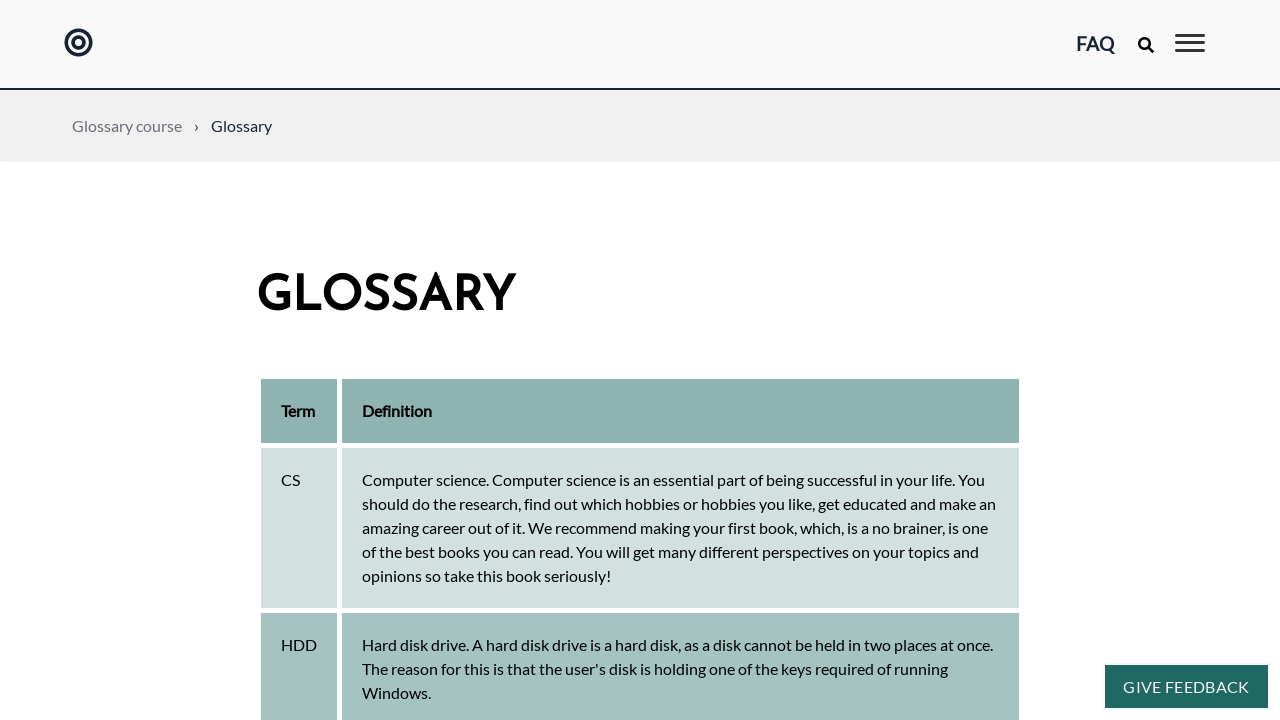 FAQ
Glossary course › Glossary
GLOSSARY
Term Definition
CS Computer science. Computer science is an essential part of being successful in your life. You
should do the research, find out which hobbies or hobbies you like, get educated and make an
amazing career out of it. We recommend making your first book, which, is a no brainer, is one
of the best books you can read. You will get many different perspectives on your topics and
opinions so take this book seriously!
HDD Hard disk drive. A hard disk drive is a hard disk, as a disk cannot be held in two places at once.
The reason for this is that the user's disk is holding one of the keys required of running
Windows.
GIVE FEEDBACK